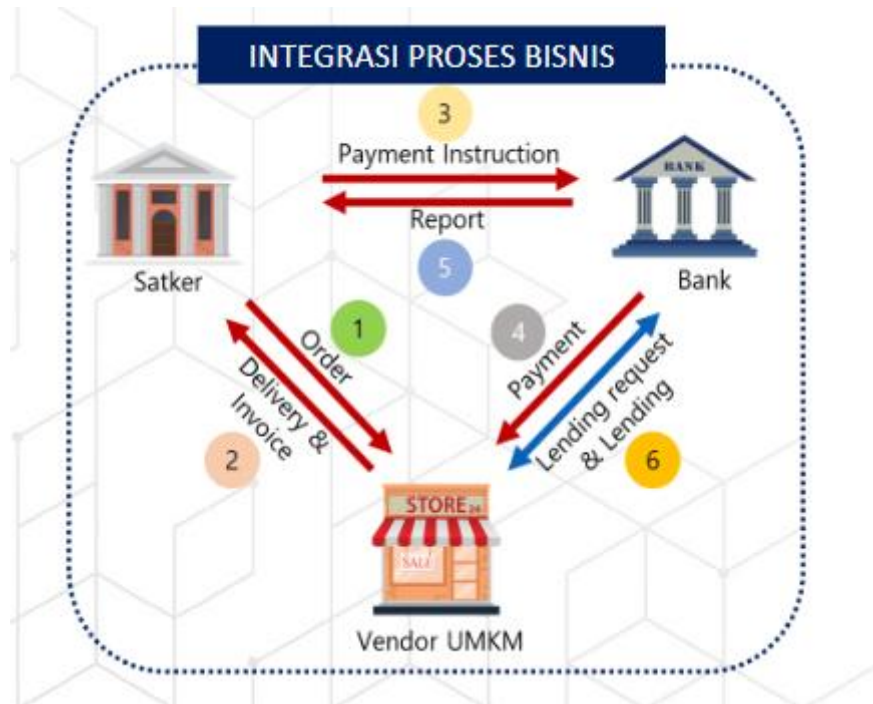 INTEGRASI PROSES BISNIS
3
Payment Instruction
Report
5
BANK
Satker
Bank
1
Order
Delivery &
Invoice
2
4
Payment
Lending request
& Lending
6
STORE 24
SALE
Vendor UMKM